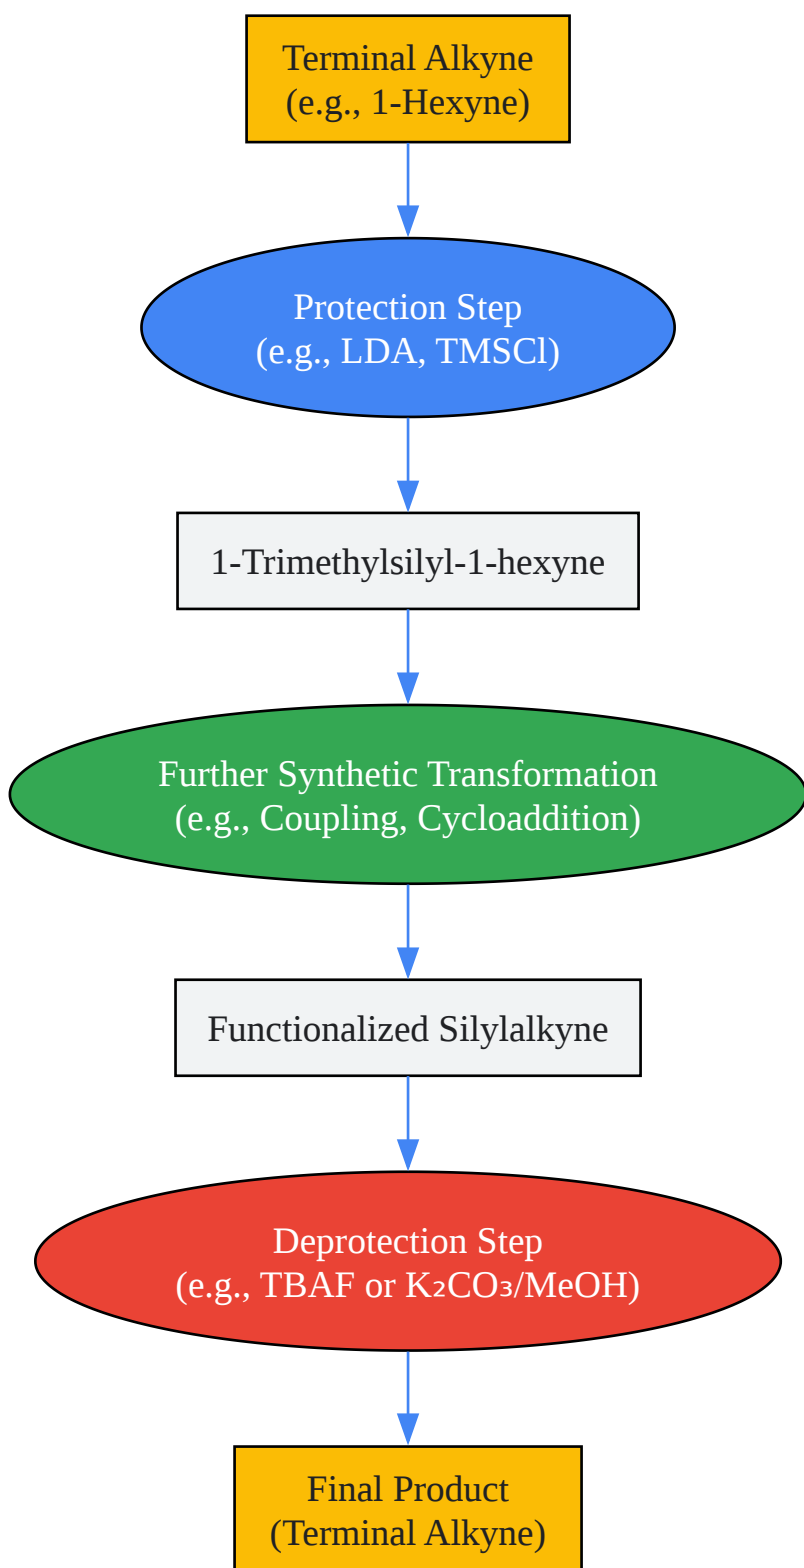 Terminal Alkyne
(e.g., 1-Hexyne)
Protection Step
(e.g., LDA, TMSCl)
1-Trimethylsilyl-1-hexyne
Further Synthetic Transformation
(e.g., Coupling, Cycloaddition)
Functionalized Silylalkyne
Deprotection Step
(e.g., TBAF or K₂CO₃/MeOH)
Final Product
(Terminal Alkyne)